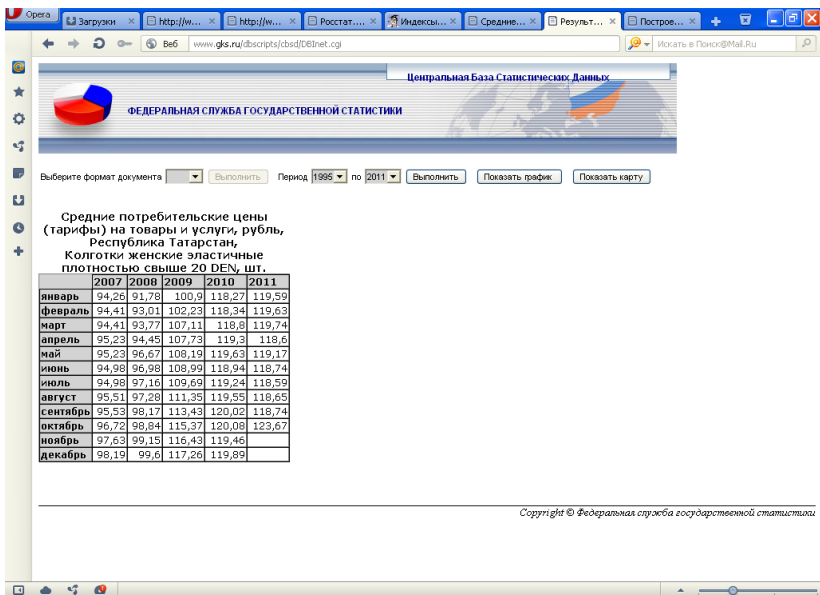 Opera
Загрузки
http://w...
http://w...
Росстат....
Индексы...
Средние...
Результ...
Построе...
Веб
www.gks.ru/dbscripts/cbsd/DBInet.cgi
Искать в Поиск@Mail.Ru
Центральная База Статистических Данных
ФЕДЕРАЛЬНАЯ СЛУЖБА ГОСУДАРСТВЕННОЙ СТАТИСТИКИ
Выберите формат документа Выполнить Период 1995 по 2011 Выполнить Показать график Показать карту
Средние потребительские цены
(тарифы) на товары и услуги, рубль,
Республика Татарстан,
Колготки женские эластичные
плотностью свыше 20 DEN, шт.
2007 2008 2009 2010 2011
январь 94,26 91,78 100,9 118,27 119,59
февраль 94,41 93,01 102,23 118,34 119,63
март 94,41 93,77 107,11 118,8 119,74
апрель 95,23 94,45 107,73 119,3 118,6
май 95,23 96,67 108,19 119,63 119,17
июнь 94,98 96,98 108,99 118,94 118,74
июль 94,98 97,16 109,69 119,24 118,59
август 95,51 97,28 111,35 119,55 118,65
сентябрь 95,53 98,17 113,43 120,02 118,74
октябрь 96,72 98,84 115,37 120,08 123,67
ноябрь 97,63 99,15 116,43 119,46
декабрь 98,19 99,6 117,26 119,89
Copyright © Федеральная служба государственной статистики